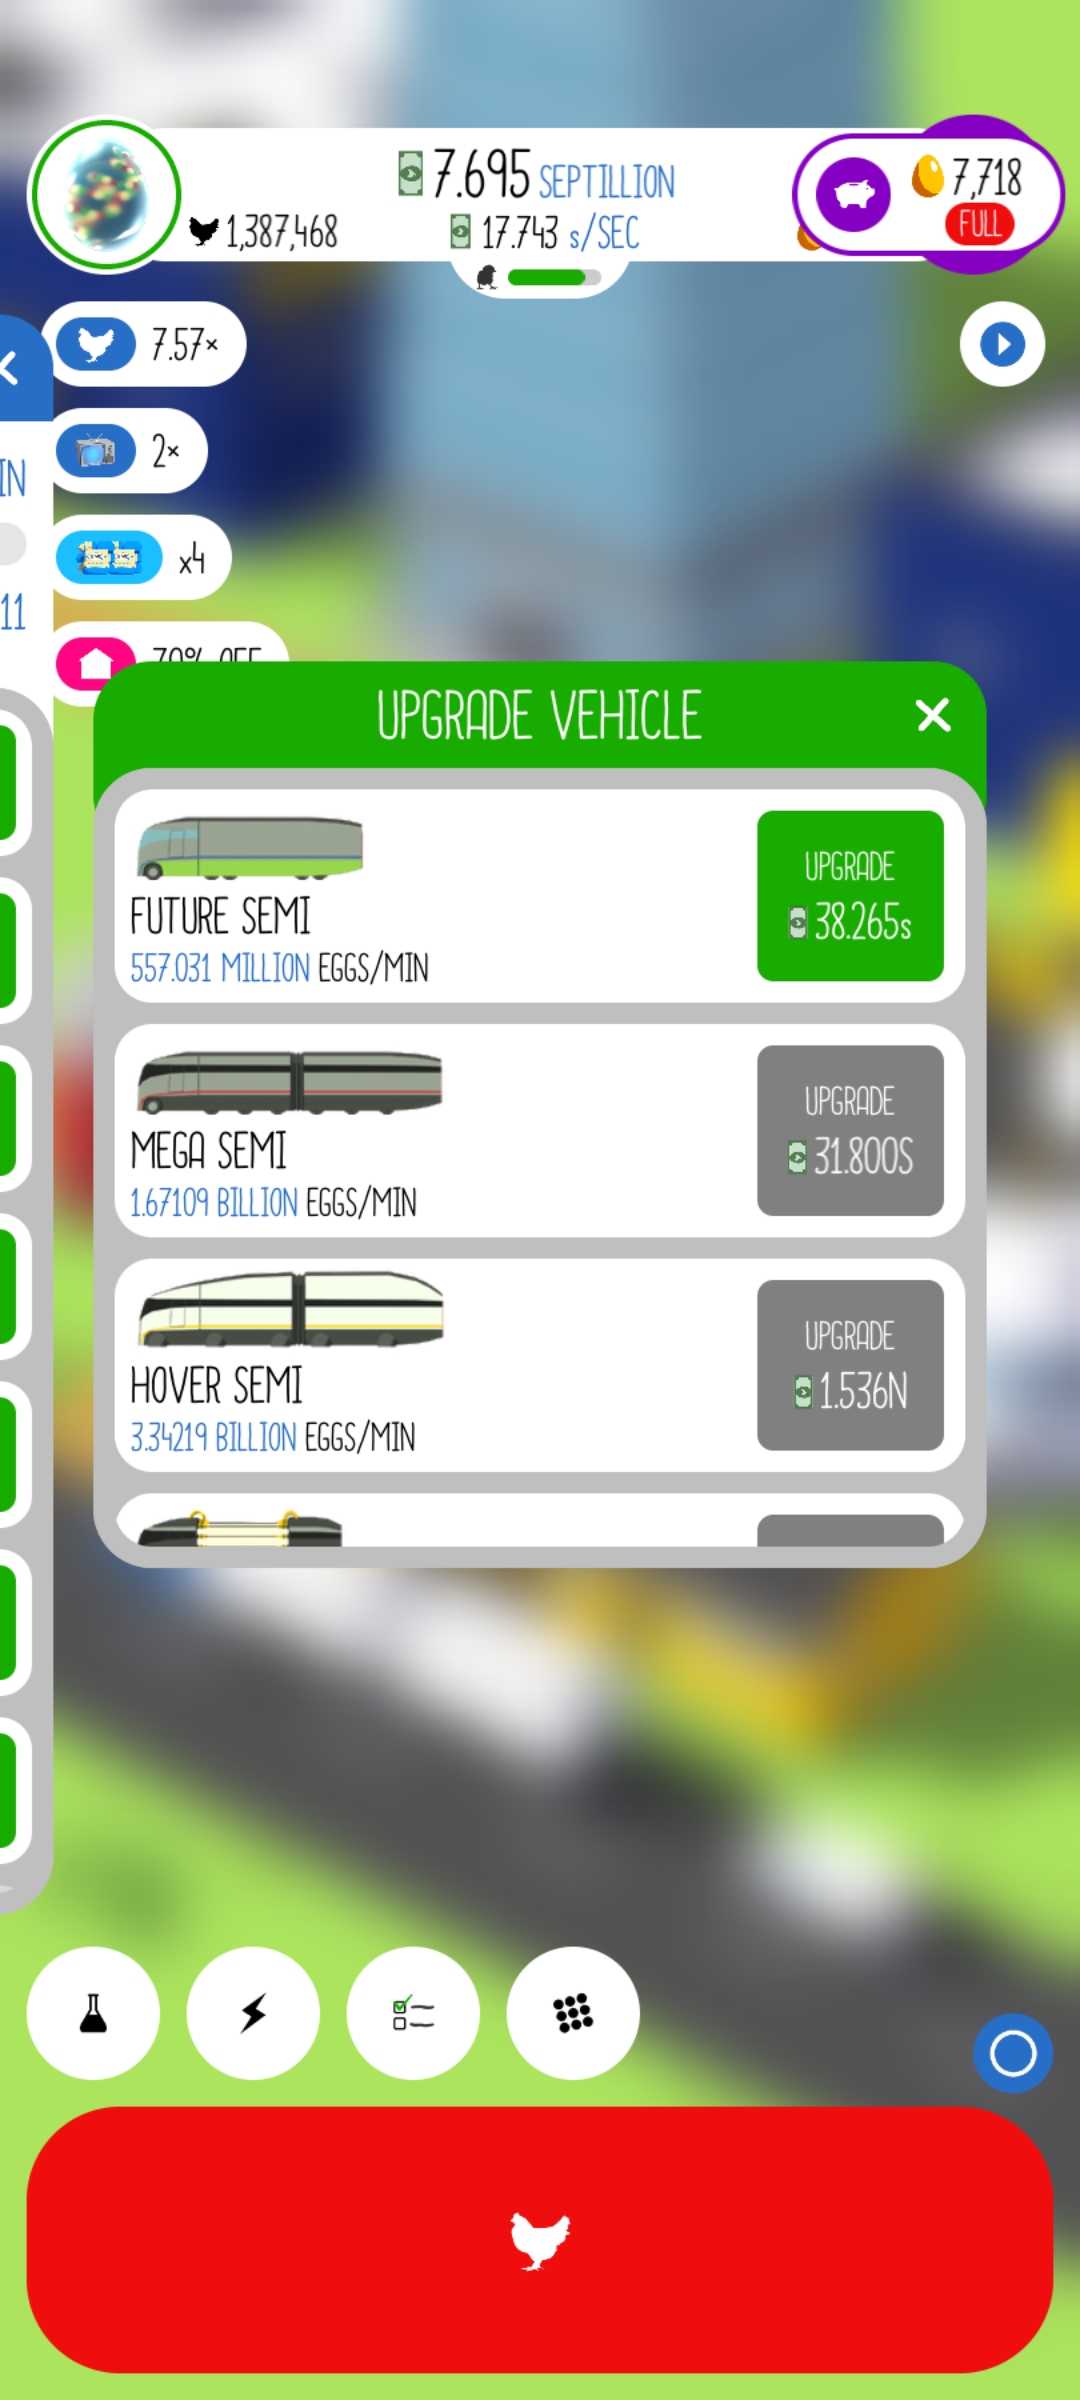 7.695 SEPTILLION
7,718
1,387,468
17.743 s/SEC
FULL
7.57×
2×
IN
x4
11
70% OFF
UPGRADE VEHICLE
UPGRADE
38.265s
FUTURE SEMI
557.031 MILLION EGGS/MIN
UPGRADE
31.800S
MEGA SEMI
1.67109 BILLION EGGS/MIN
UPGRADE
1.536N
HOVER SEMI
3.34219 BILLION EGGS/MIN